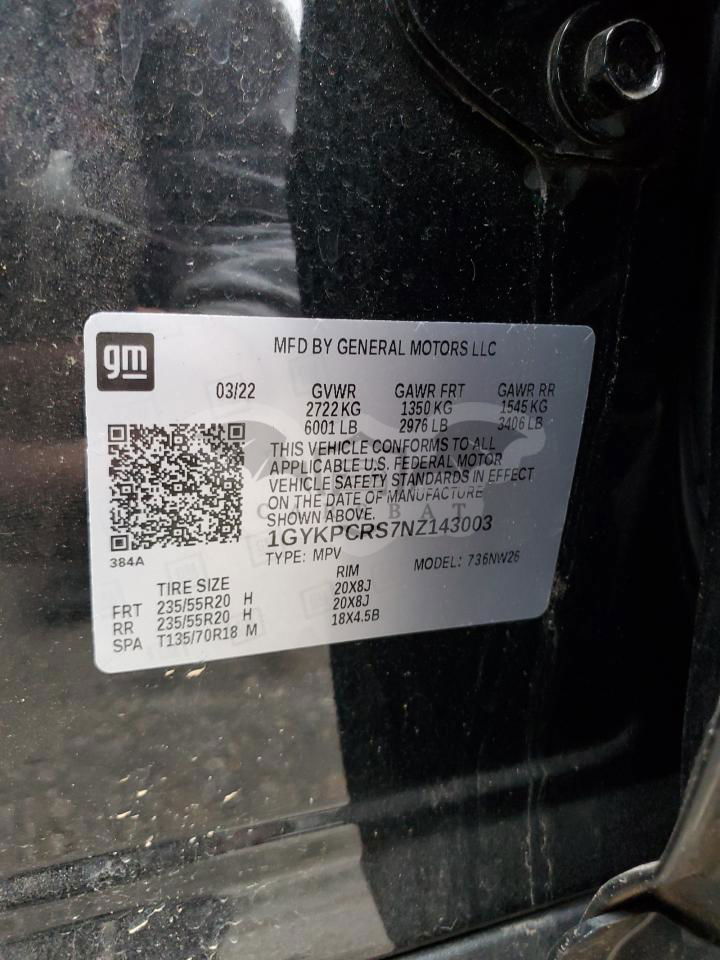 gm
MFD BY GENERAL MOTORS LLC
03/22 GVWR GAWR FRT GAWR RR
2722 KG 1350 KG 1545 KG
6001 LB 2976 LB 3406 LB
THIS VEHICLE CONFORMS TO ALL
APPLICABLE U.S. FEDERAL MOTOR
VEHICLE SAFETY STANDARDS IN EFFECT
ON THE DATE OF MANUFACTURE
SHOWN ABOVE.
1GYKPCRS7NZ143003
384A
TYPE: MPV MODEL: 736NW26
TIRE SIZE RIM
FRT 235/55R20 H 20X8J
RR 235/55R20 H 20X8J
SPA T135/70R18 M 18X4.5B